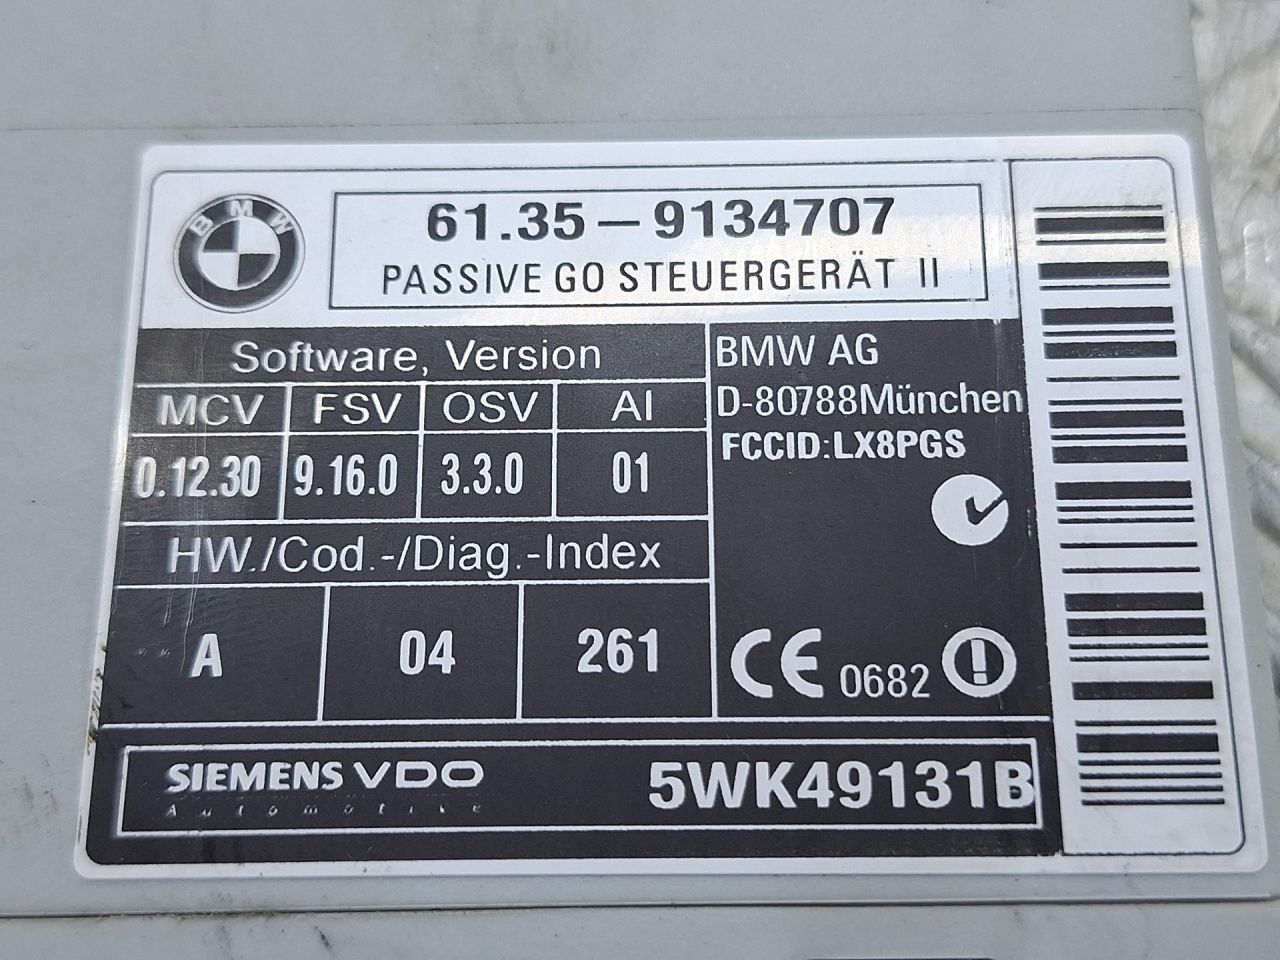 BMW
61.35-9134707
PASSIVE GO STEUERGERÄT II
Software, Version
MCV FSV OSV AI
0.12.30 9.16.0 3.3.0 01
HW./Cod.-/Diag.-Index
A 04 261
BMW AG
D-80788München
FCCID:LX8PGS
CE 0682
SIEMENS VDO
Automotive
5WK49131B